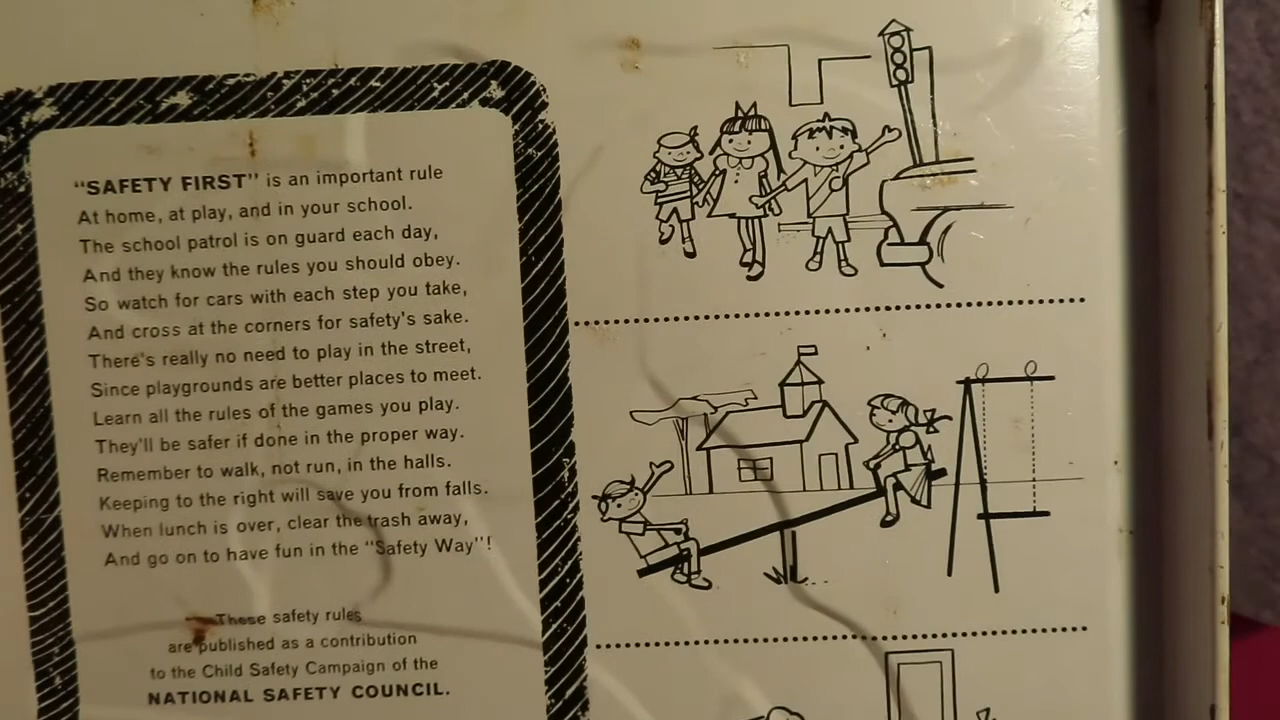 "SAFETY FIRST" is an important rule
At home, at play, and in your school.
The school patrol is on guard each day,
And they know the rules you should obey.
So watch for cars with each step you take,
And cross at the corners for safety's sake.
There's really no need to play in the street,
Since playgrounds are better places to meet.
Learn all the rules of the games you play.
They'll be safer if done in the proper way.
Remember to walk, not run, in the halls.
Keeping to the right will save you from falls.
When lunch is over, clear the trash away,
And go on to have fun in the "Safety Way"!
These safety rules
are published as a contribution
to the Child Safety Campaign of the
NATIONAL SAFETY COUNCIL.